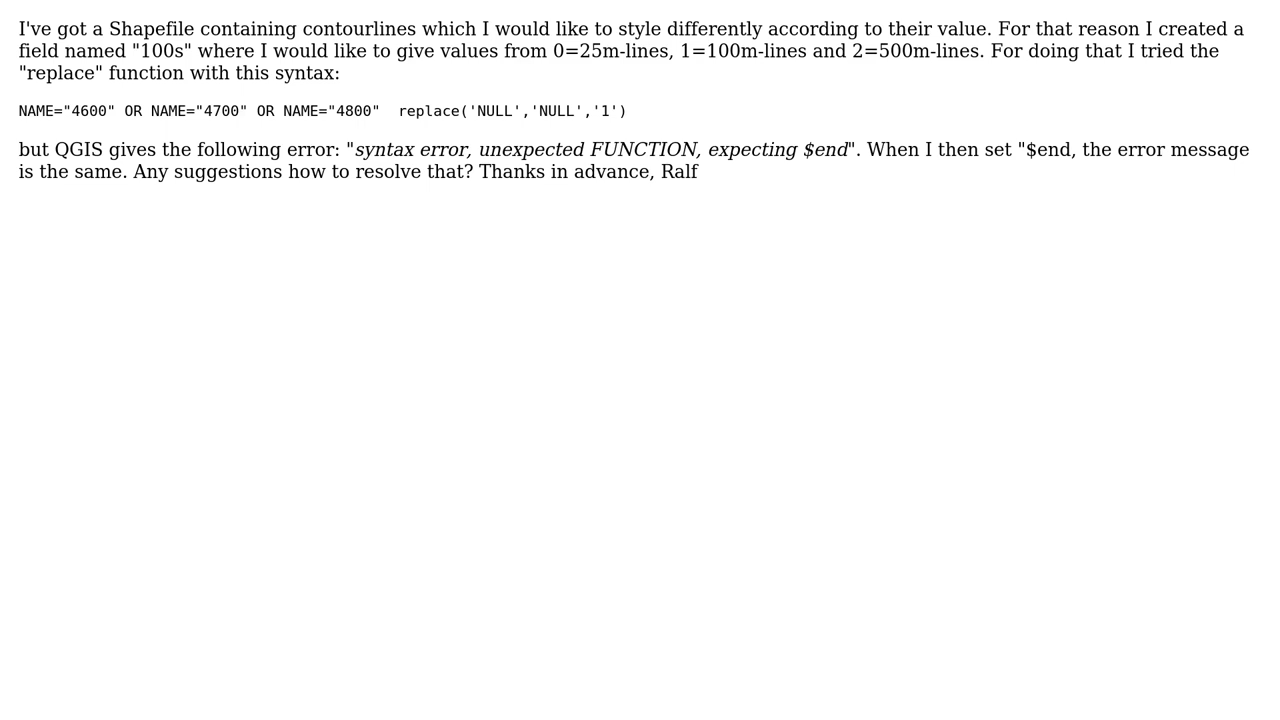 I've got a Shapefile containing contourlines which I would like to style differently according to their value. For that reason I created a
field named "100s" where I would like to give values from 0=25m-lines, 1=100m-lines and 2=500m-lines. For doing that I tried the
"replace" function with this syntax:
NAME="4600" OR NAME="4700" OR NAME="4800"  replace('NULL','NULL','1')
but QGIS gives the following error: "syntax error, unexpected FUNCTION, expecting $end". When I then set "$end, the error message
is the same. Any suggestions how to resolve that? Thanks in advance, Ralf